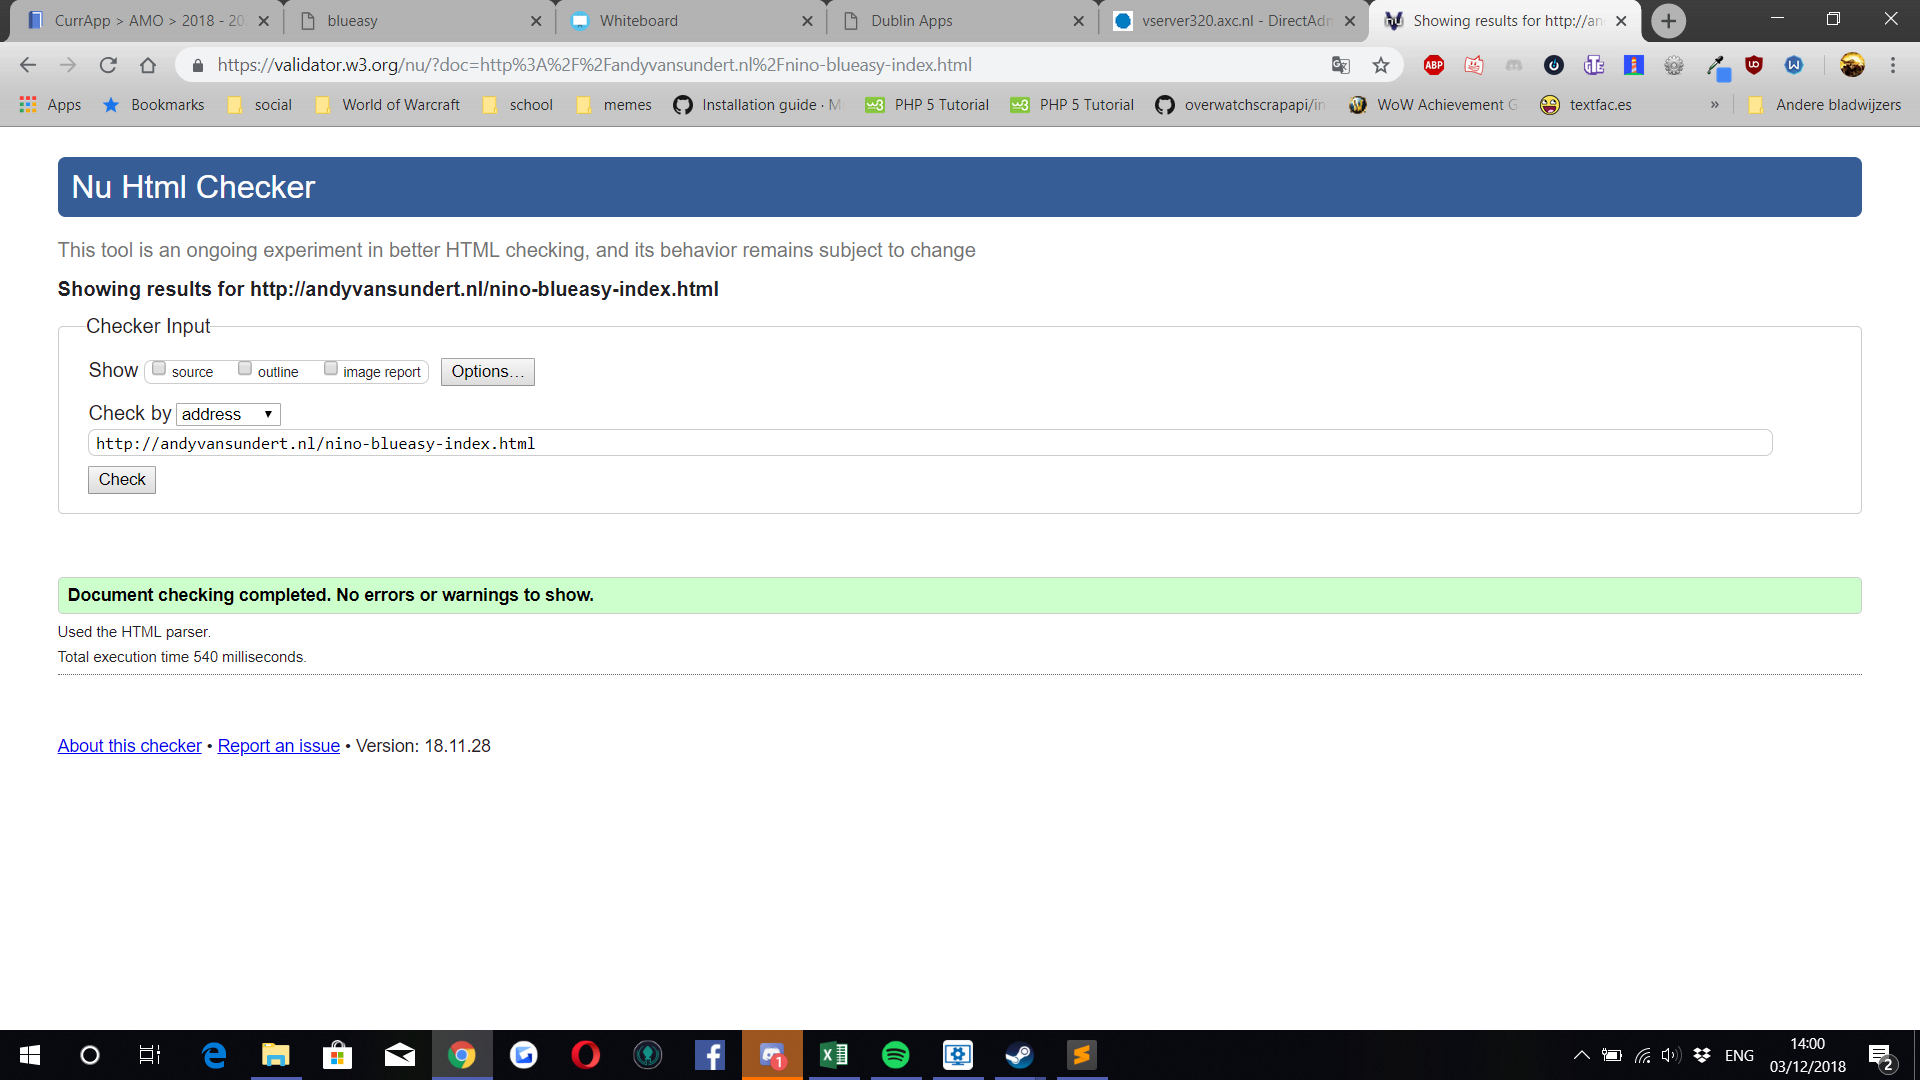 CurrApp > AMO > 2018 - 20
blueasy
Whiteboard
Dublin Apps
vserver320.axc.nl - DirectAdm
Showing results for http://an
https://validator.w3.org/nu/?doc=http%3A%2F%2Fandyvansundert.nl%2Fnino-blueasy-index.html
ABP
Apps
Bookmarks
social
World of Warcraft
school
memes
Installation guide · M
PHP 5 Tutorial
PHP 5 Tutorial
overwatchscrapapi/in
WoW Achievement G
textfac.es
»
Andere bladwijzers
Nu Html Checker
This tool is an ongoing experiment in better HTML checking, and its behavior remains subject to change
Showing results for http://andyvansundert.nl/nino-blueasy-index.html
Checker Input
Show source outline image report Options...
Check by address
http://andyvansundert.nl/nino-blueasy-index.html
Check
Document checking completed. No errors or warnings to show.
Used the HTML parser.
Total execution time 540 milliseconds.
About this checker • Report an issue • Version: 18.11.28
1
ENG
14:00
03/12/2018
2